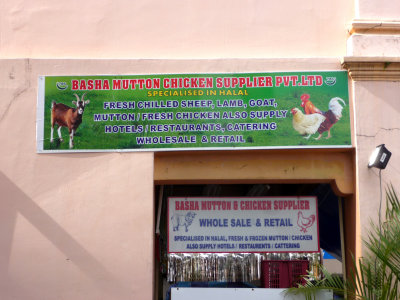 BASHA MUTTON CHICKEN SUPPLIER PVT. LTD
SPECIALISED IN HALAL
FRESH CHILLED SHEEP, LAMB, GOAT,
MUTTON / FRESH CHICKEN ALSO SUPPLY
HOTELS / RESTAURANTS, CATERING
WHOLESALE & RETAIL
BASHA MUTTON & CHICKEN SUPPLIER
WHOLE SALE & RETAIL
SPECIALISED IN HALAL, FRESH & FROZEN MUTTON / CHICKEN
ALSO SUPPLY HOTELS / RESTAURANTS / CATTERING